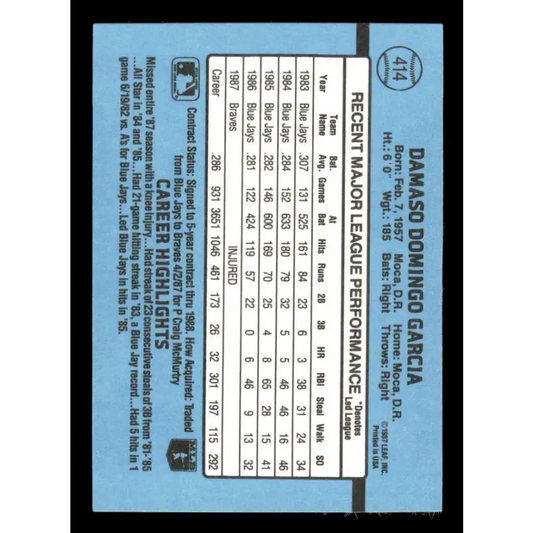 414
DAMASO DOMINGO GARCIA
Born: Feb. 7, 1957 Moca, D.R. Home: Moca, D.R.
Ht.: 6'0" Wgt.: 185 Bats: Right Throws: Right
© 1987 LEAF, INC.
Printed in USA
RECENT MAJOR LEAGUE PERFORMANCE *Denotes Led League
Year Team Name Bat. Avg. Games At Bat Hits Runs 2B 3B HR RBI Steal Walk SO
1983 Blue Jays .307 131 525 161 84 23 6 3 38 31 24 34
1984 Blue Jays .284 152 633 180 79 32 5 5 46 46 16 46
1985 Blue Jays .282 146 600 169 70 25 4 8 65 28 15 41
1986 Blue Jays .281 122 424 119 57 22 0 6 46 9 13 32
1987 Braves INJURED
Career .286 931 3651 1046 461 173 26 32 301 197 115 292
Contract Status: Signed to 5-year contract thru 1988. How Acquired: Traded
from Blue Jays to Braves 4/2/87 for P Craig McMurtry
MLB
CAREER HIGHLIGHTS
Missed entire '87 season with a knee injury...Had streak of 23 consecutive steals of 3B from '81-'85
...All Star in '84 and '85...Had 21-game hitting streak in '83, a Blue Jay record...Had 5 hits in 1
game 6/19/82 vs. A's for Blue Jays...Led Blue Jays in hits in '85.